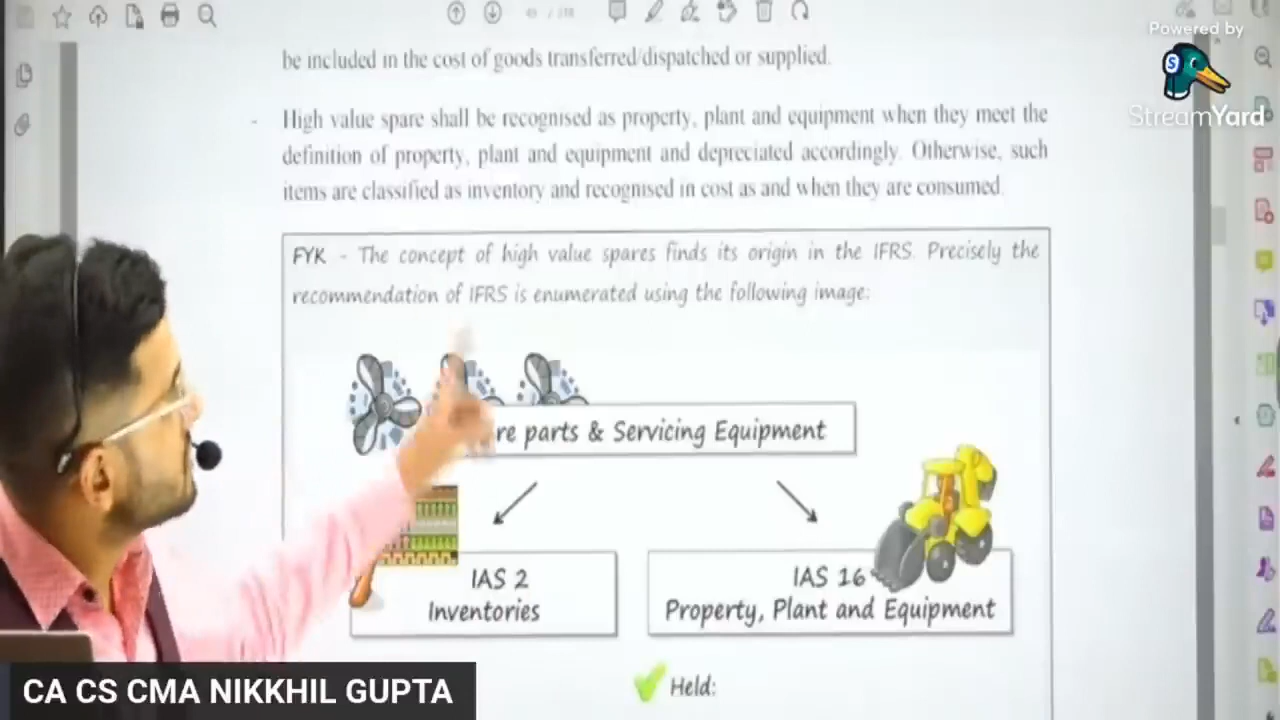 Powered by
StreamYard
be included in the cost of goods transferred/dispatched or supplied.
- High value spare shall be recognised as property, plant and equipment when they meet the
definition of property, plant and equipment and depreciated accordingly. Otherwise, such
items are classified as inventory and recognised in cost as and when they are consumed.
FYK - The concept of high value spares finds its origin in the IFRS. Precisely the
recommendation of IFRS is enumerated using the following image:
re parts & Servicing Equipment
IAS 2
Inventories
IAS 16
Property, Plant and Equipment
Held:
CA CS CMA NIKKHIL GUPTA